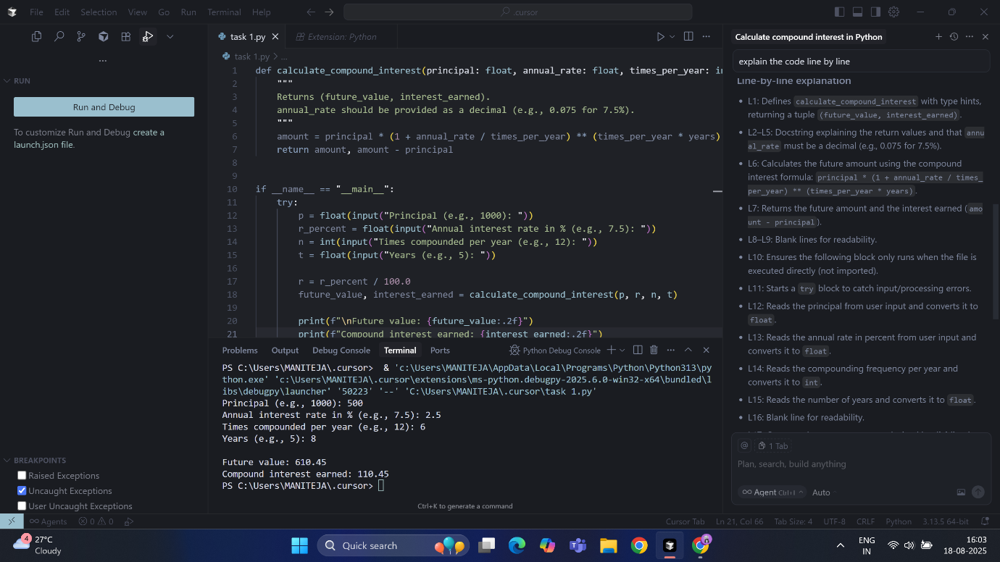 File Edit Selection View Go Run Terminal Help
.cursor
task 1.py
Extension: Python
Calculate compound interest in Python
...
RUN
Run and Debug
To customize Run and Debug create a
launch.json file.
BREAKPOINTS
Raised Exceptions
Uncaught Exceptions
User Uncaught Exceptions
task 1.py > ...
1 def calculate_compound_interest(principal: float, annual_rate: float, times_per_year: in
2 """
3 Returns (future_value, interest_earned).
4 annual_rate should be provided as a decimal (e.g., 0.075 for 7.5%).
5 """
6 amount = principal * (1 + annual_rate / times_per_year) ** (times_per_year * years)
7 return amount, amount - principal
8
9
10 if __name__ == "__main__":
11 try:
12 p = float(input("Principal (e.g., 1000): "))
13 r_percent = float(input("Annual interest rate in % (e.g., 7.5): "))
14 n = int(input("Times compounded per year (e.g., 12): "))
15 t = float(input("Years (e.g., 5): "))
16
17 r = r_percent / 100.0
18 future_value, interest_earned = calculate_compound_interest(p, r, n, t)
19
20 print(f"\nFuture value: {future_value:.2f}")
21 print(f"Compound interest earned: {interest_earned:.2f}")
Problems Output Debug Console Terminal Ports
Python Debug Console
PS C:\Users\MANITEJA\.cursor> & 'c:\Users\MANITEJA\AppData\Local\Programs\Python\Python313\py
thon.exe' 'c:\Users\MANITEJA\.cursor\extensions\ms-python.debugpy-2025.6.0-win32-x64\bundled\l
ibs\debugpy\launcher' '50223' '--' 'C:\Users\MANITEJA\.cursor\task 1.py'
Principal (e.g., 1000): 500
Annual interest rate in % (e.g., 7.5): 2.5
Times compounded per year (e.g., 12): 6
Years (e.g., 5): 8
Future value: 610.45
Compound interest earned: 110.45
PS C:\Users\MANITEJA\.cursor>
Ctrl+K to generate a command
explain the code line by line
Line-by-line explanation
L1: Defines calculate_compound_interest with type hints,
returning a tuple (future_value, interest_earned).
L2–L5: Docstring explaining the return values and that annu
al_rate must be a decimal (e.g., 0.075 for 7.5%).
L6: Calculates the future amount using the compound
interest formula: principal * (1 + annual_rate / times_
per_year) ** (times_per_year * years).
L7: Returns the future amount and the interest earned (amo
unt - principal).
L8–L9: Blank lines for readability.
L10: Ensures the following block only runs when the file is
executed directly (not imported).
L11: Starts a try block to catch input/processing errors.
L12: Reads the principal from user input and converts it to
float.
L13: Reads the annual rate in percent from user input and
converts it to float.
L14: Reads the compounding frequency per year and
converts it to int.
L15: Reads the number of years and converts it to float.
L16: Blank line for readability.
@ 1 Tab
Plan, search, build anything
Agent Ctrl+I Auto
Agents 0 0
Cursor Tab Ln 21, Col 66 Tab Size: 4 UTF-8 CRLF Python 3.13.5 64-bit
4
27°C
Cloudy
Quick search
ENG
IN
16:03
18-08-2025